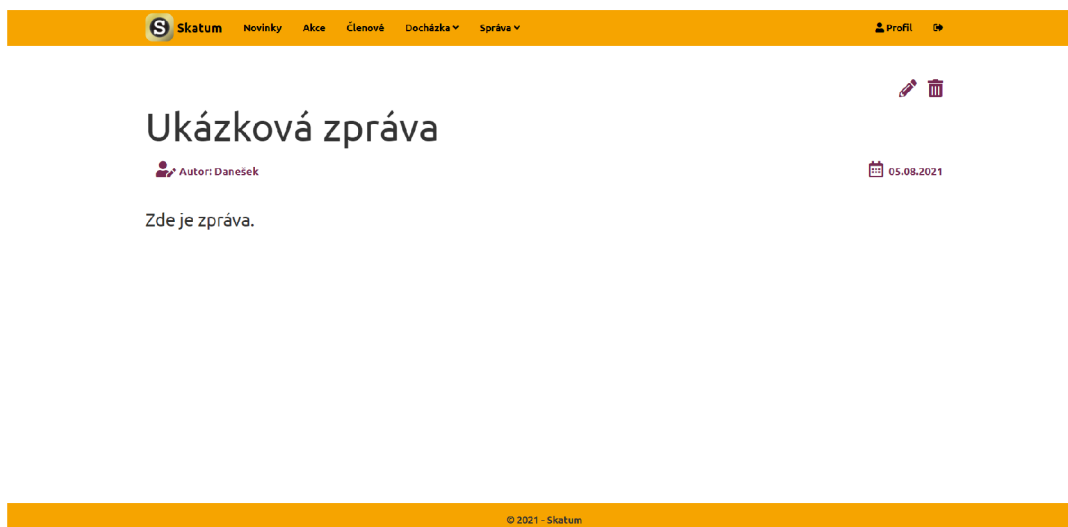 S Skatum Novinky Akce Členové Docházka Správa Profil
Ukázková zpráva
Autor: Danešek 05.08.2021
Zde je zpráva.
© 2021 - Skatum